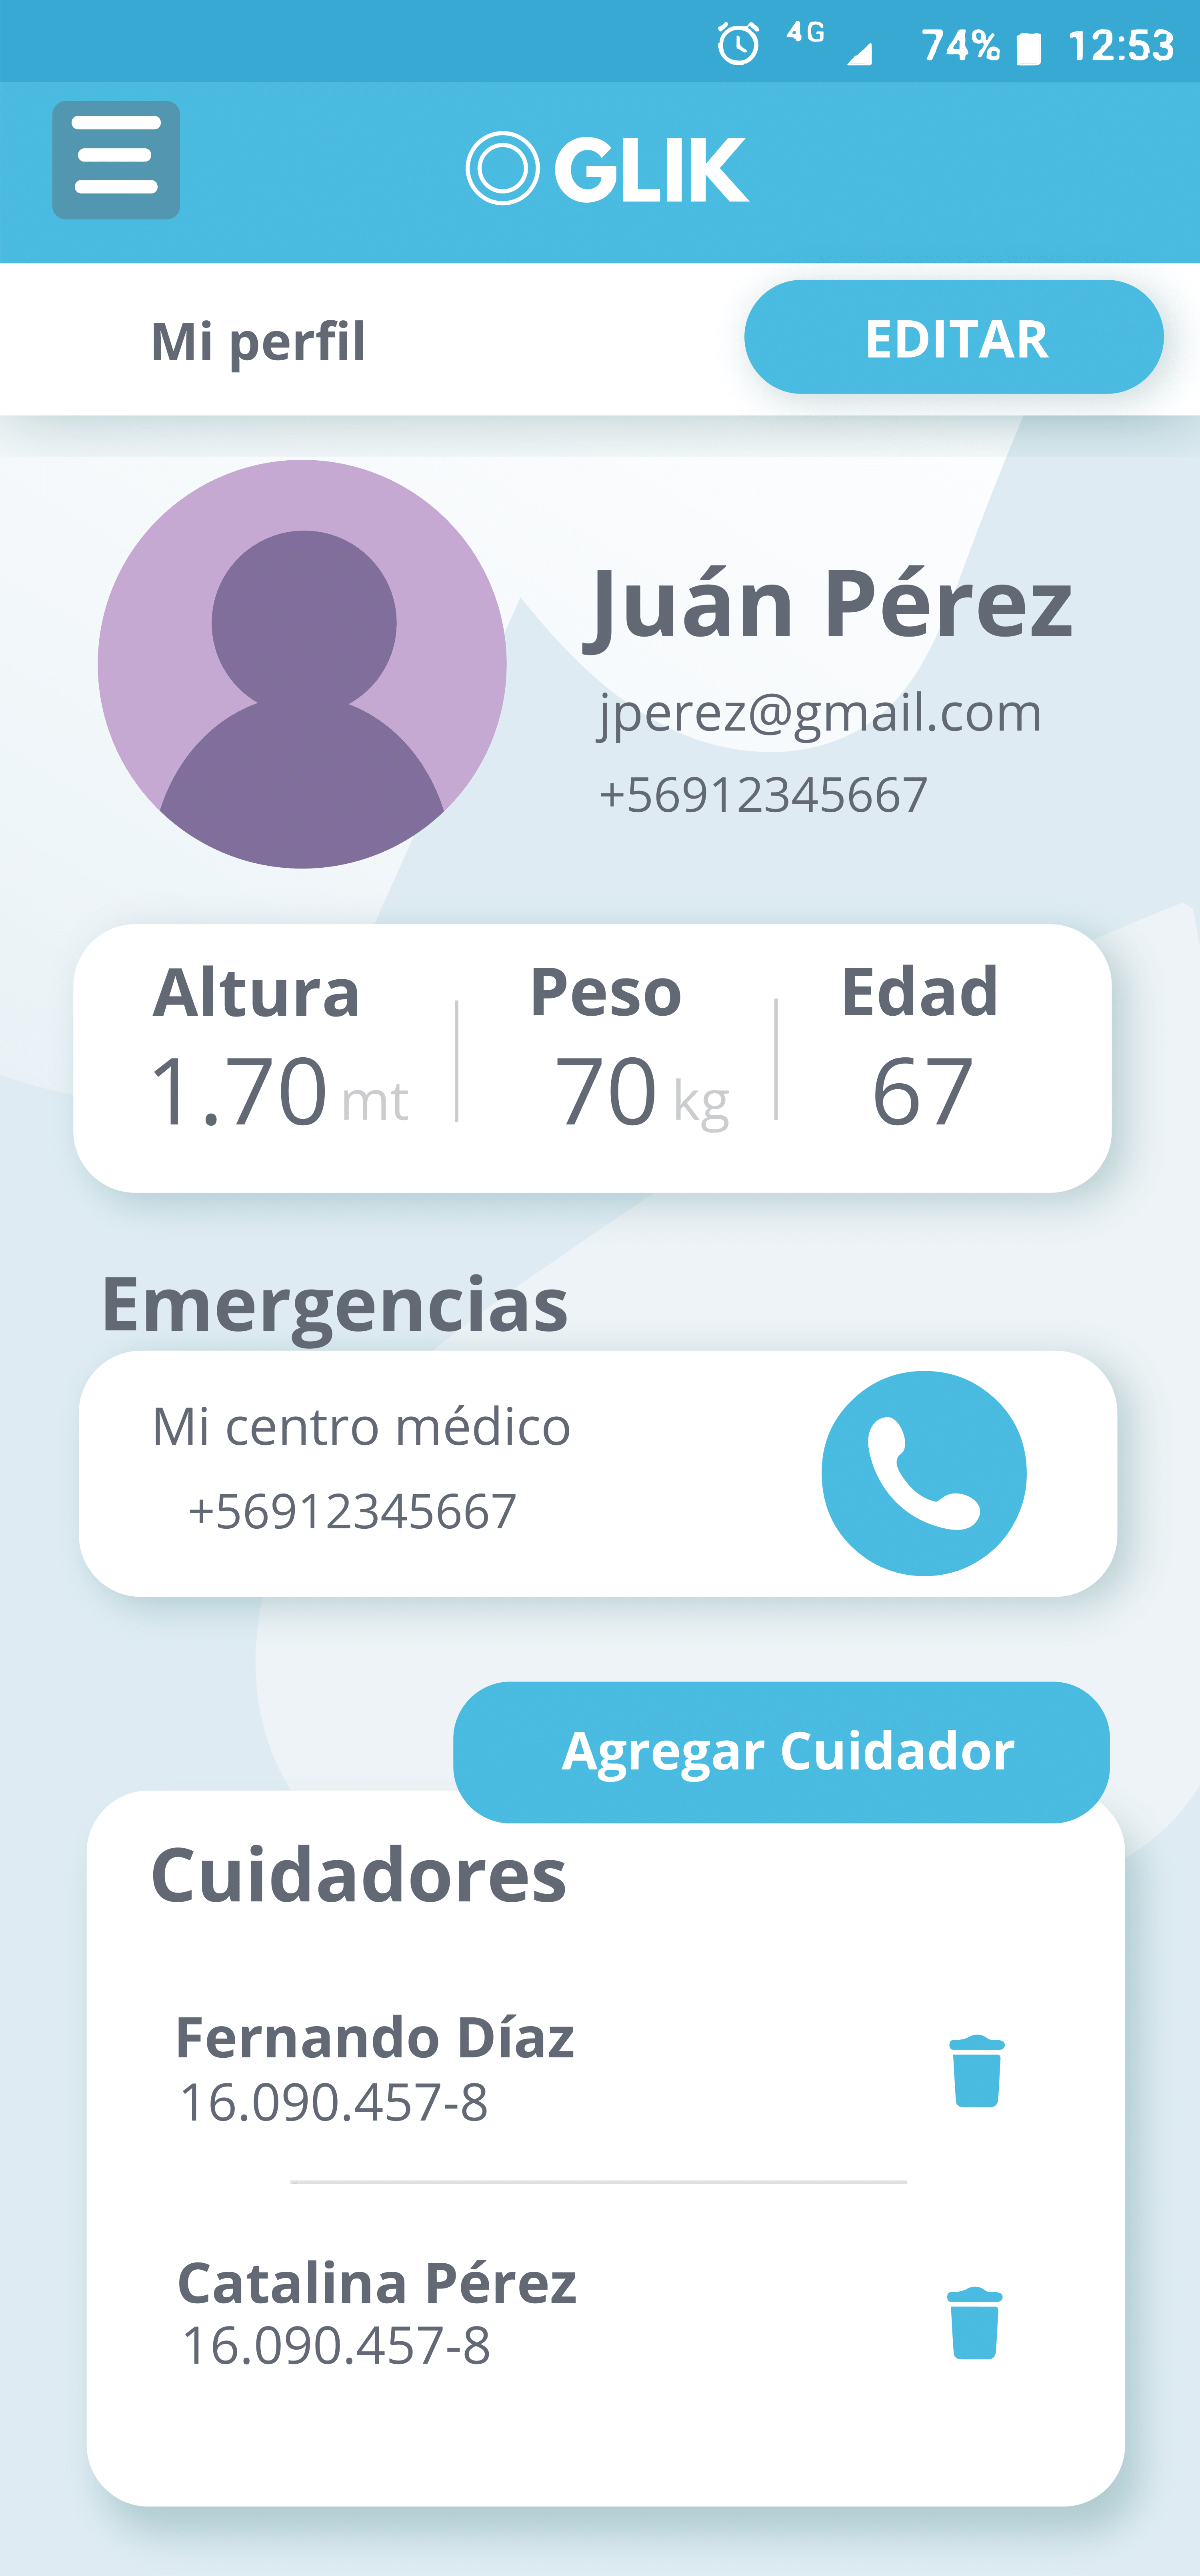 4G 74% 12:53
GLIK
Mi perfil EDITAR
Juán Pérez
jperez@gmail.com
+56912345667
Altura Peso Edad
1.70 mt 70 kg 67
Emergencias
Mi centro médico
+56912345667
Agregar Cuidador
Cuidadores
Fernando Díaz
16.090.457-8
Catalina Pérez
16.090.457-8